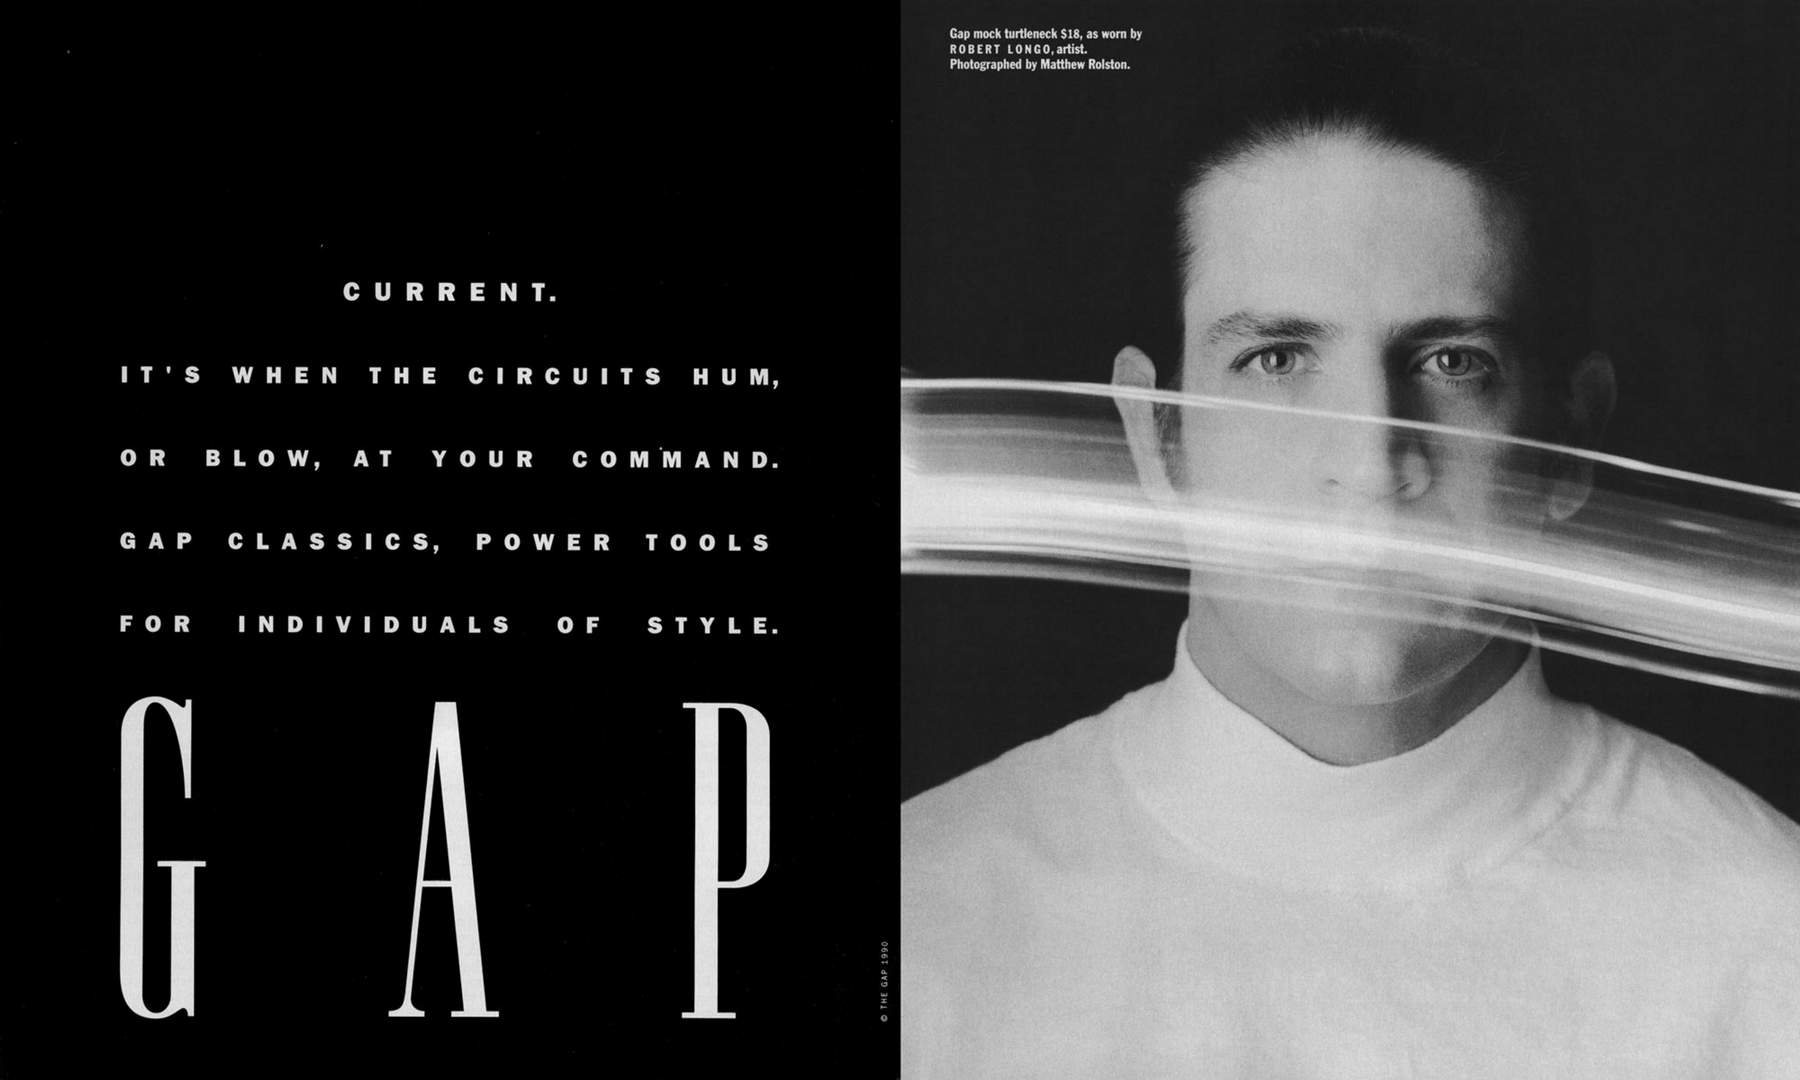 CURRENT.
IT'S WHEN THE CIRCUITS HUM,
OR BLOW, AT YOUR COMMAND.
GAP CLASSICS, POWER TOOLS
FOR INDIVIDUALS OF STYLE.
GAP
© THE GAP 1990
Gap mock turtleneck $18, as worn by
ROBERT LONGO, artist.
Photographed by Matthew Rolston.